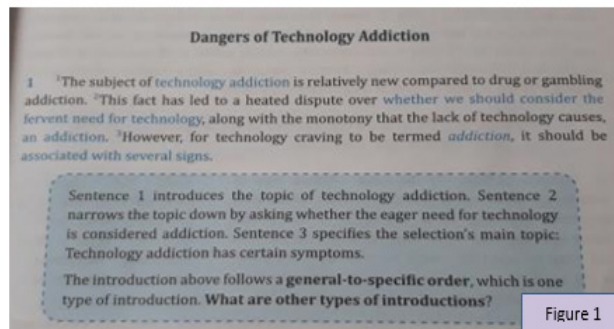 Dangers of Technology Addiction
1 ¹The subject of technology addiction is relatively new compared to drug or gambling
addiction. ²This fact has led to a heated dispute over whether we should consider the
fervent need for technology, along with the monotony that the lack of technology causes,
an addiction. ³However, for technology craving to be termed addiction, it should be
associated with several signs.
Sentence 1 introduces the topic of technology addiction. Sentence 2
narrows the topic down by asking whether the eager need for technology
is considered addiction. Sentence 3 specifies the selection's main topic:
Technology addiction has certain symptoms.
The introduction above follows a general-to-specific order, which is one
type of introduction. What are other types of introductions?
Figure 1